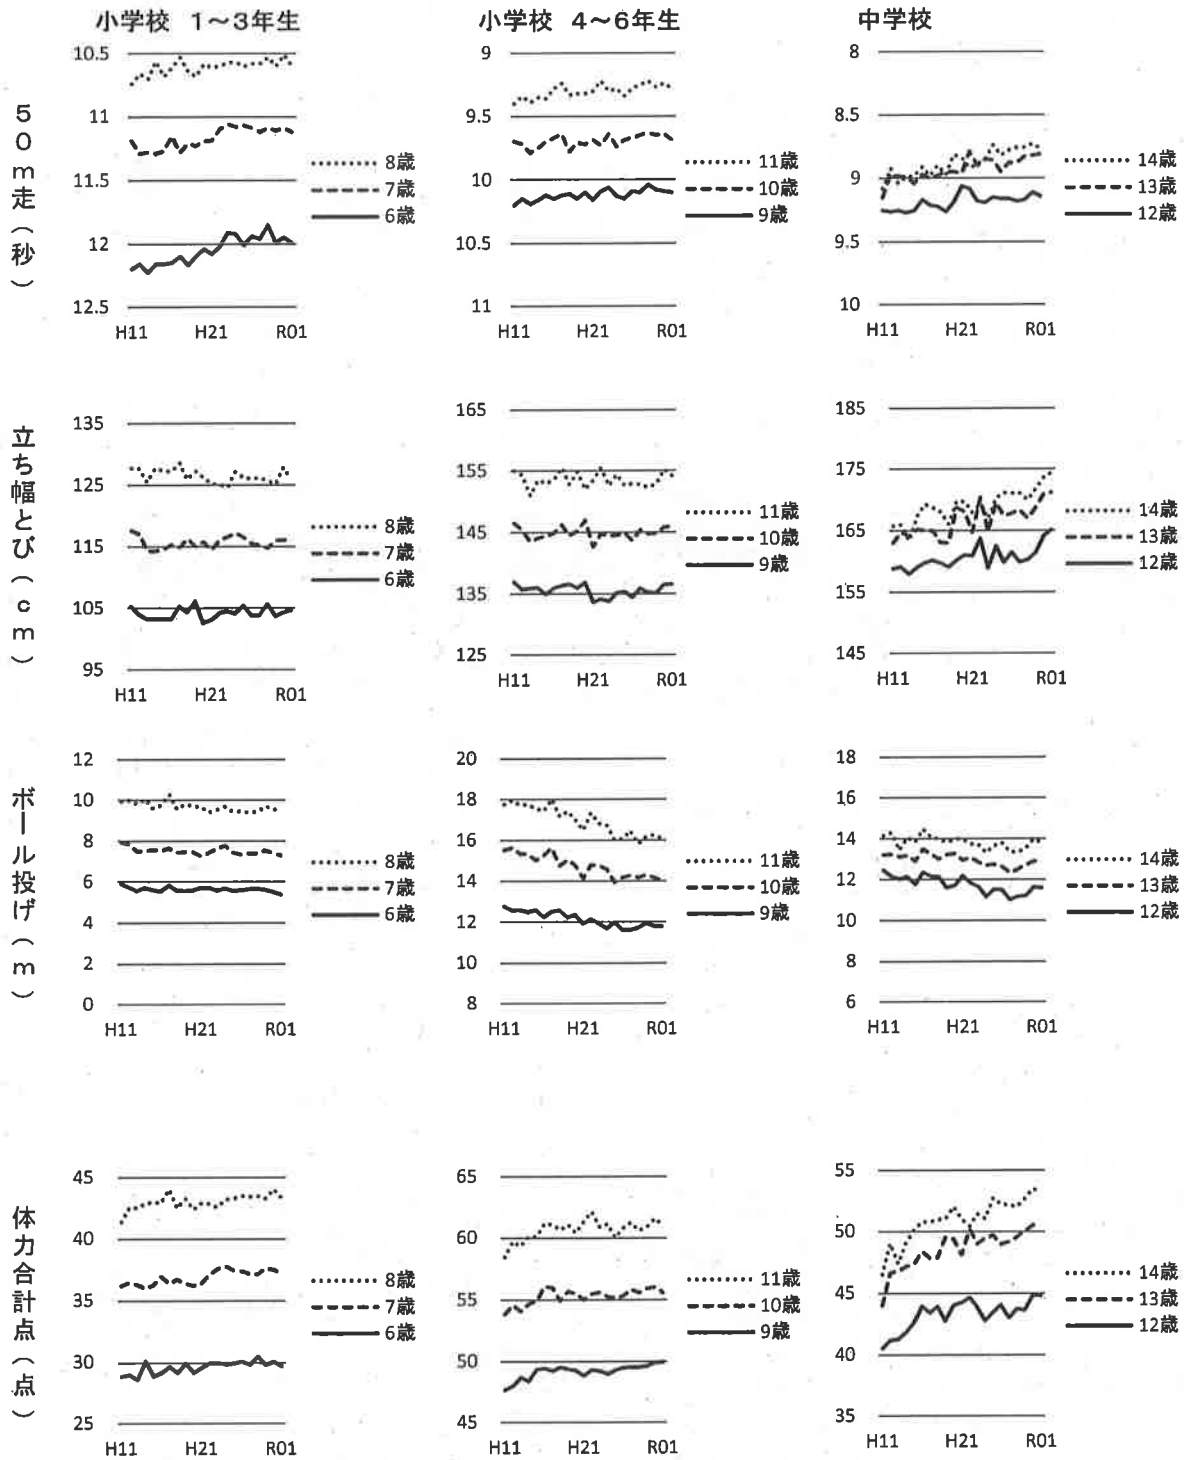 小学校 1～3年生
小学校 4～6年生
中学校
50m走(秒)
10.5
11
11.5
12
12.5
H11
H21
R01
8歳
7歳
6歳
9
9.5
10
10.5
11
H11
H21
R01
11歳
10歳
9歳
8
8.5
9
9.5
10
H11
H21
R01
14歳
13歳
12歳
立ち幅とび(cm)
135
125
115
105
95
H11
H21
R01
8歳
7歳
6歳
165
155
145
135
125
H11
H21
R01
11歳
10歳
9歳
185
175
165
155
145
H11
H21
R01
14歳
13歳
12歳
ボール投げ(m)
12
10
8
6
4
2
0
H11
H21
R01
8歳
7歳
6歳
20
18
16
14
12
10
8
H11
H21
R01
11歳
10歳
9歳
18
16
14
12
10
8
6
H11
H21
R01
14歳
13歳
12歳
体力合計点(点)
45
40
35
30
25
H11
H21
R01
8歳
7歳
6歳
65
60
55
50
45
H11
H21
R01
11歳
10歳
9歳
55
50
45
40
35
H11
H21
R01
14歳
13歳
12歳